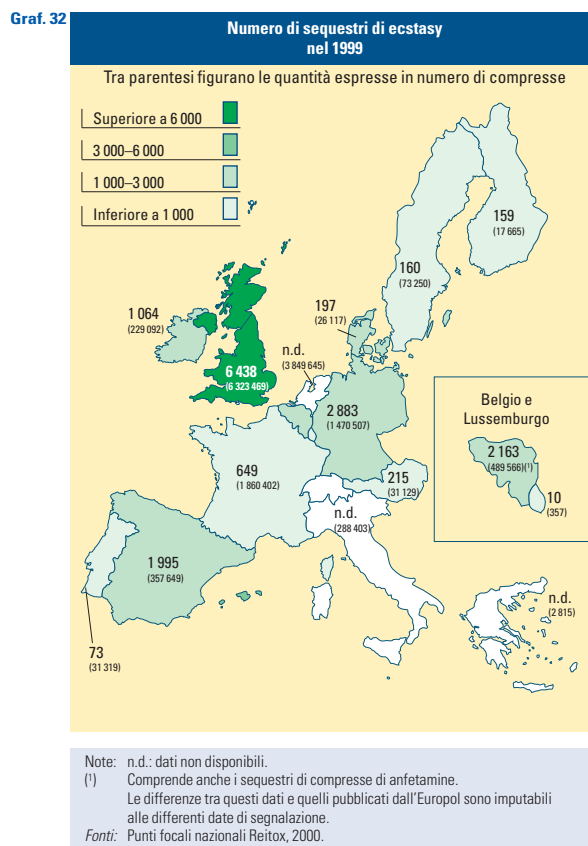 Graf. 32
Numero di sequestri di ecstasy
nel 1999
Tra parentesi figurano le quantità espresse in numero di compresse
Superiore a 6 000
3 000–6 000
1 000–3 000
Inferiore a 1 000
159
(17 665)
160
(73 250)
197
(26 117)
1 064
(229 092)
n.d.
(3 849 645)
6 438
(6 323 469)
2 883
(1 470 507)
Belgio e
Lussemburgo
2 163
(489 566)(¹)
10
(357)
649
(1 860 402)
215
(31 129)
n.d.
(288 403)
1 995
(357 649)
n.d.
(2 815)
73
(31 319)
Note: n.d.: dati non disponibili.
(¹) Comprende anche i sequestri di compresse di anfetamine.
Le differenze tra questi dati e quelli pubblicati dall'Europol sono imputabili
alle differenti date di segnalazione.
Fonti: Punti focali nazionali Reitox, 2000.